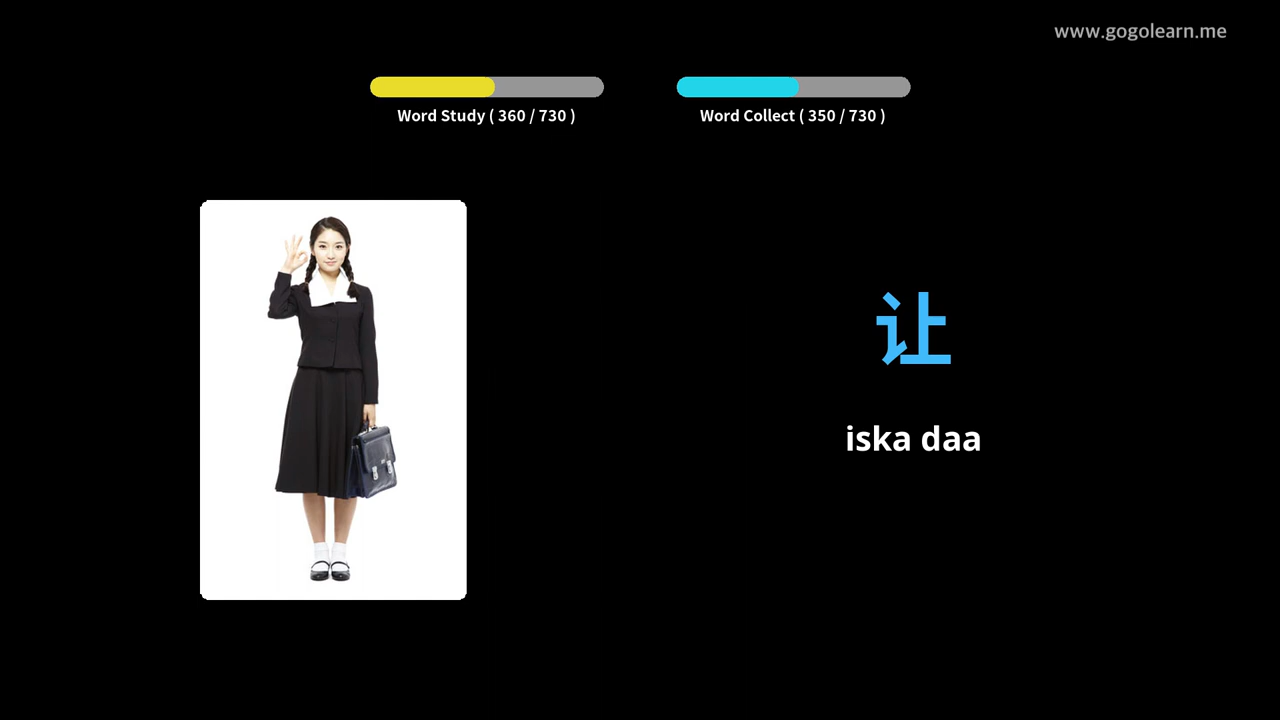 www.gogolearn.me
Word Study ( 360 / 730 )
Word Collect ( 350 / 730 )
让
iska daa